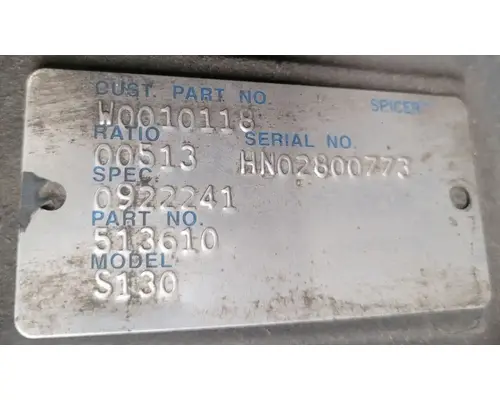 CUST. PART NO. SPICER®
W0010118
RATIO SERIAL NO.
00513 HN02800773
SPEC.
0922241
PART NO.
513610
MODEL
S130